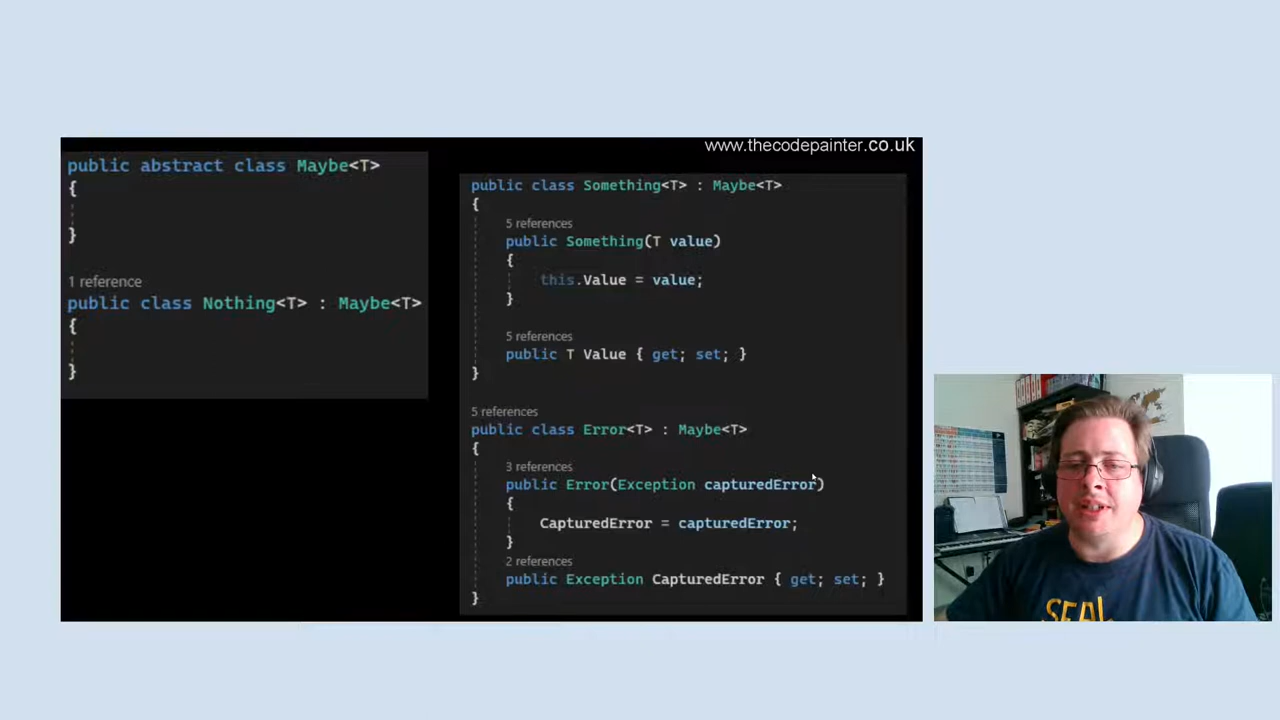 www.thecodepainter.co.uk
public abstract class Maybe<T>
{
}
1 reference
public class Nothing<T> : Maybe<T>
{
}
public class Something<T> : Maybe<T>
{
5 references
public Something(T value)
{
this.Value = value;
}
5 references
public T Value { get; set; }
}
5 references
public class Error<T> : Maybe<T>
{
3 references
public Error(Exception capturedError)
{
CapturedError = capturedError;
}
2 references
public Exception CapturedError { get; set; }
}
SEAL